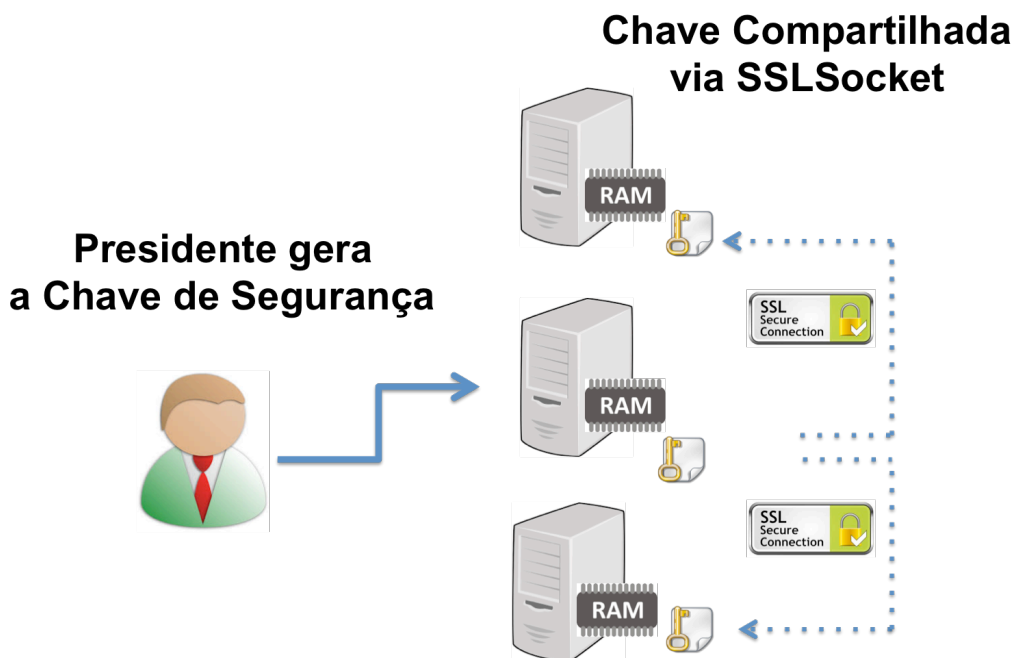 Chave Compartilhada
via SSLSocket
RAM
Presidente gera
a Chave de Segurança
SSL
Secure
Connection
RAM
SSL
Secure
Connection
RAM